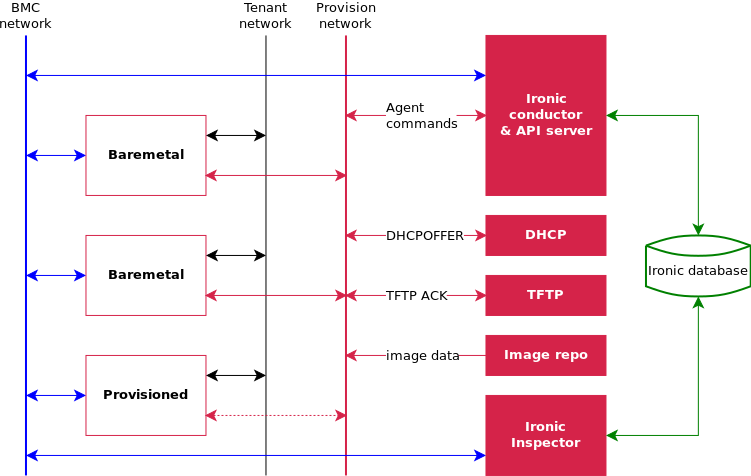 BMC
network
Tenant
network
Provision
network
Ironic
conductor
& API server
Agent
commands
Baremetal
DHCPOFFER
DHCP
Baremetal
Ironic database
TFTP ACK
TFTP
image data
Image repo
Provisioned
Ironic
Inspector